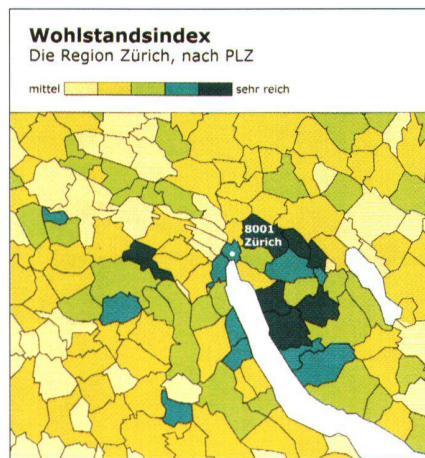 Wohlstandsindex
Die Region Zürich, nach PLZ
mittel sehr reich
8001
Zürich